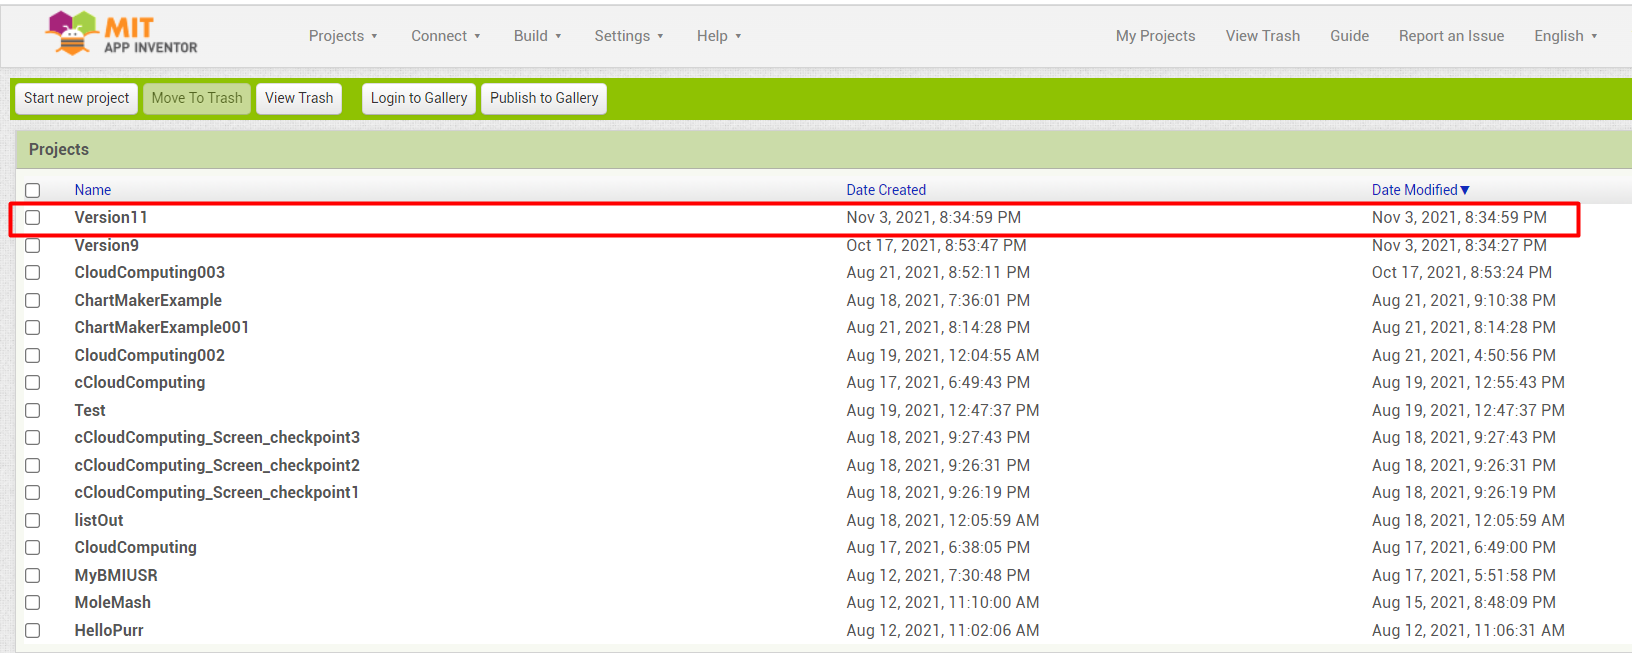 MIT
APP INVENTOR
Projects Connect Build Settings Help My Projects View Trash Guide Report an Issue English
Start new project Move To Trash View Trash Login to Gallery Publish to Gallery
Projects
Name Date Created Date Modified
Version11 Nov 3, 2021, 8:34:59 PM Nov 3, 2021, 8:34:59 PM
Version9 Oct 17, 2021, 8:53:47 PM Nov 3, 2021, 8:34:27 PM
CloudComputing003 Aug 21, 2021, 8:52:11 PM Oct 17, 2021, 8:53:24 PM
ChartMakerExample Aug 18, 2021, 7:36:01 PM Aug 21, 2021, 9:10:38 PM
ChartMakerExample001 Aug 21, 2021, 8:14:28 PM Aug 21, 2021, 8:14:28 PM
CloudComputing002 Aug 19, 2021, 12:04:55 AM Aug 21, 2021, 4:50:56 PM
cCloudComputing Aug 17, 2021, 6:49:43 PM Aug 19, 2021, 12:55:43 PM
Test Aug 19, 2021, 12:47:37 PM Aug 19, 2021, 12:47:37 PM
cCloudComputing_Screen_checkpoint3 Aug 18, 2021, 9:27:43 PM Aug 18, 2021, 9:27:43 PM
cCloudComputing_Screen_checkpoint2 Aug 18, 2021, 9:26:31 PM Aug 18, 2021, 9:26:31 PM
cCloudComputing_Screen_checkpoint1 Aug 18, 2021, 9:26:19 PM Aug 18, 2021, 9:26:19 PM
listOut Aug 18, 2021, 12:05:59 AM Aug 18, 2021, 12:05:59 AM
CloudComputing Aug 17, 2021, 6:38:05 PM Aug 17, 2021, 6:49:00 PM
MyBMIUSR Aug 12, 2021, 7:30:48 PM Aug 17, 2021, 5:51:58 PM
MoleMash Aug 12, 2021, 11:10:00 AM Aug 15, 2021, 8:48:09 PM
HelloPurr Aug 12, 2021, 11:02:06 AM Aug 12, 2021, 11:06:31 AM